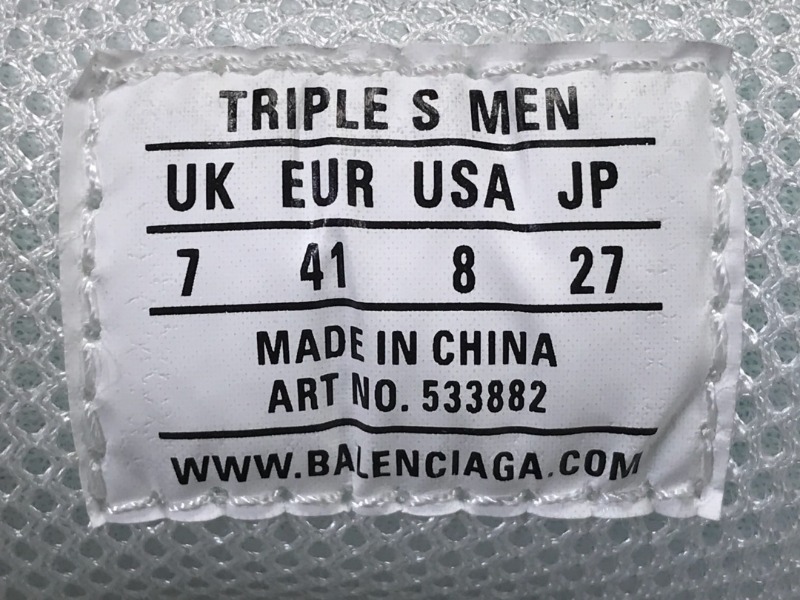 TRIPLE S MEN
UK EUR USA JP
7 41 8 27
MADE IN CHINA
ART NO. 533882
WWW.BALENCIAGA.COM